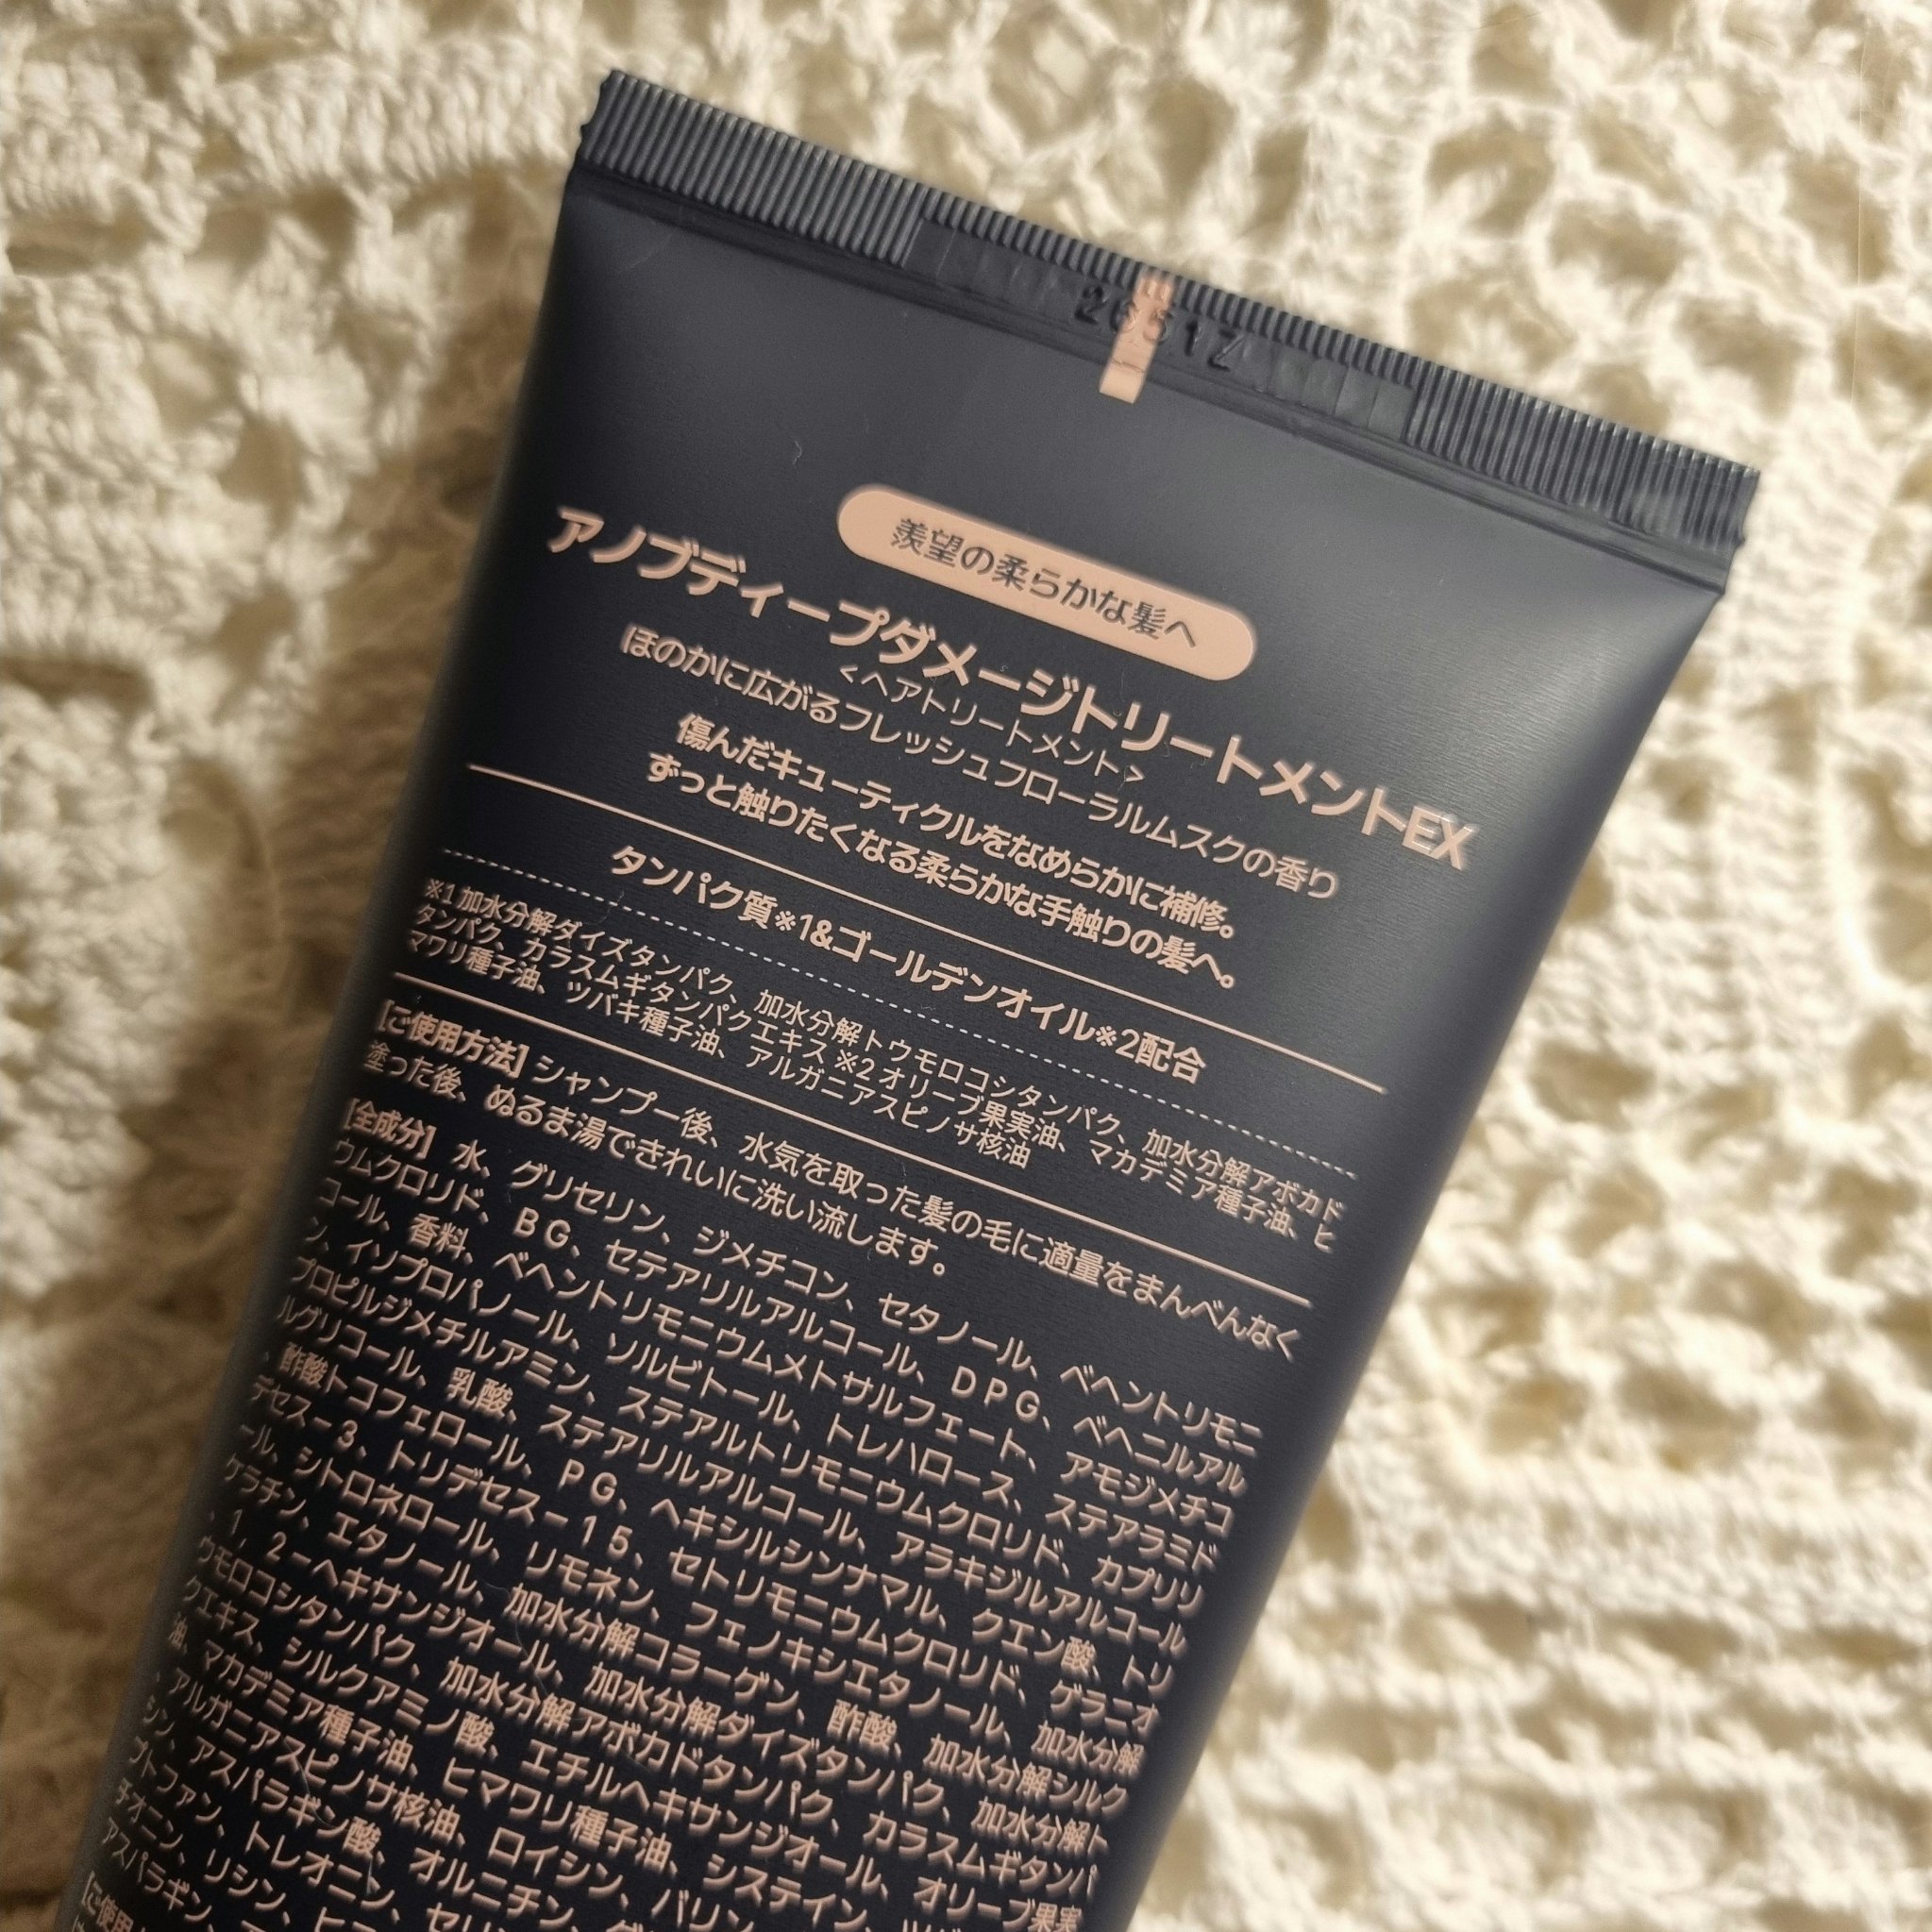 2651Z
羨望の柔らかな髪へ
アノブディープダメージトリートメントEX
<ヘアトリートメント>
ほのかに広がるフレッシュフローラルムスクの香り
傷んだキューティクルをなめらかに補修。
ずっと触りたくなる柔らかな手触りの髪へ。
タンパク質※1&ゴールデンオイル※2配合
※1 加水分解ダイズタンパク、加水分解トウモロコシタンパク、加水分解アボカド
タンパク、カラスムギタンパクエキス ※2 オリーブ果実油、マカデミア種子油、ヒ
マワリ種子油、ツバキ種子油、アルガニアスピノサ核油
【ご使用方法】シャンプー後、水気を取った髪の毛に適量をまんべんなく
塗った後、ぬるま湯できれいに洗い流します。
【全成分】水、グリセリン、ジメチコン、セタノール、ベヘントリモニ
ウムクロリド、BG、セテアリルアルコール、DPG、ベヘニルアル
コール、香料、ベヘントリモニウムメトサルフェート、アモジメチコ
ン、イソプロパノール、ソルビトール、トレハロース、ステアラミド
プロピルジメチルアミン、ステアルトリモニウムクロリド、カプリリ
ルグリコール、乳酸、ステアリルアルコール、アラキジルアルコール
、酢酸トコフェロール、PG、ヘキシルシンナマル、クエン酸、トリ
デセス－3、トリデセス－15、セトリモニウムクロリド、ゲラニオ
ール、シトロネロール、リモネン、フェノキシエタノール、加水分解
ケラチン、エタノール、加水分解コラーゲン、酢酸、加水分解シルク
、1，2－ヘキサンジオール、加水分解ダイズタンパク、加水分解ト
ウモロコシタンパク、加水分解アボカドタンパク、カラスムギタンパ
クエキス、シルクアミノ酸、エチルヘキサンジオール、オリーブ果実
油、マカデミア種子油、ヒマワリ種子油、システイン、
、アルガニアスピノサ核油、ロイシン、バリン、
シン、アスパラギン酸、オルニチン、
プトファン、トレオニン、
チオニン、リシン、
アスパラギン、
【ご使用